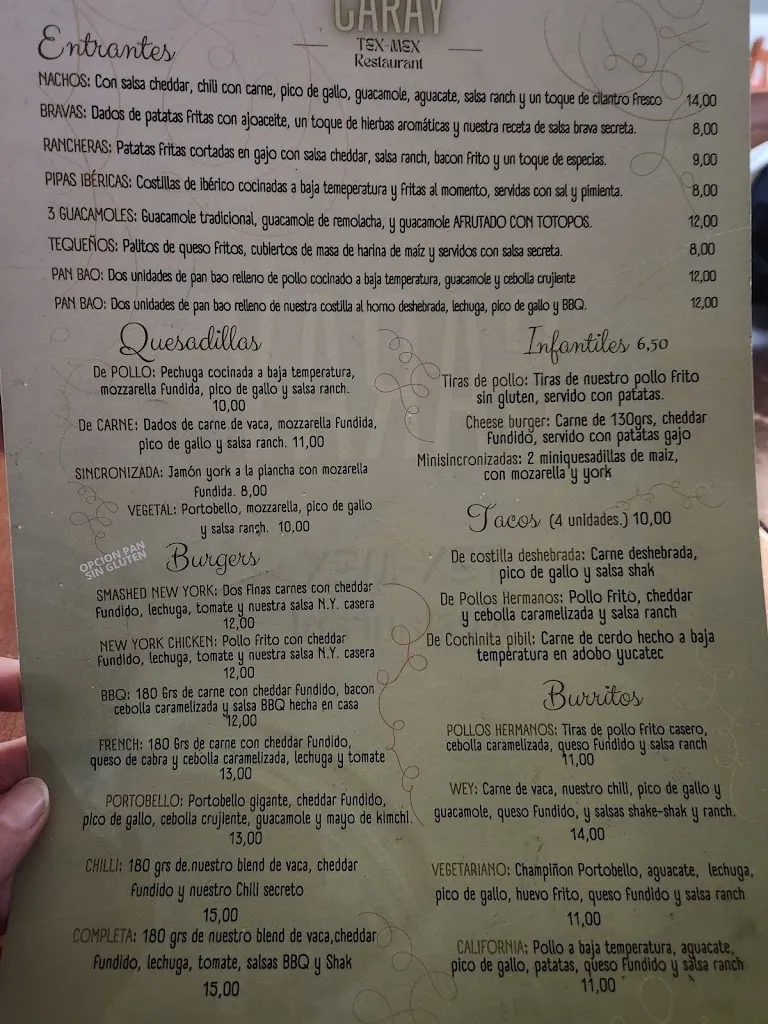 CARAY
TEX-MEX
Restaurant
Entrantes
NACHOS: Con salsa cheddar, chili con carne, pico de gallo, guacamole, aguacate, salsa ranch y un toque de cilantro fresco 14,00
BRAVAS: Dados de patatas fritas con ajoaceite, un toque de hierbas aromáticas y nuestra receta de salsa brava secreta. 8,00
RANCHERAS: Patatas fritas cortadas en gajo con salsa cheddar, salsa ranch, bacon frito y un toque de especias. 9,00
PIPAS IBÉRICAS: Costillas de ibérico cocinadas a baja temeperatura y fritas al momento, servidas con sal y pimienta. 8,00
3 GUACAMOLES: Guacamole tradicional, guacamole de remolacha, y guacamole AFRUTADO CON TOTOPOS. 12,00
TEQUEÑOS: Palitos de queso fritos, cubiertos de masa de harina de maíz y servidos con salsa secreta. 8,00
PAN BAO: Dos unidades de pan bao relleno de pollo cocinado a baja temperatura, guacamole y cebolla crujiente 12,00
PAN BAO: Dos unidades de pan bao relleno de nuestra costilla al horno deshebrada, lechuga, pico de gallo y BBQ. 12,00
Quesadillas
De POLLO: Pechuga cocinada a baja temperatura,
mozzarella fundida, pico de gallo y salsa ranch.
10,00
De CARNE: Dados de carne de vaca, mozzarella fundida,
pico de gallo y salsa ranch. 11,00
SINCRONIZADA: Jamón york a la plancha con mozarella
fundida. 8,00
VEGETAL: Portobello, mozzarella, pico de gallo
y salsa ranch. 10,00
OPCION PAN
SIN GLUTEN
Burgers
SMASHED NEW YORK: Dos finas carnes con cheddar
fundido, lechuga, tomate y nuestra salsa N.Y. casera
12,00
NEW YORK CHICKEN: Pollo frito con cheddar
fundido, lechuga, tomate y nuestra salsa N.Y. casera
12,00
BBQ: 180 Grs de carne con cheddar fundido, bacon
cebolla caramelizada y salsa BBQ hecha en casa
12,00
FRENCH: 180 Grs de carne con cheddar fundido,
queso de cabra y cebolla caramelizada, lechuga y tomate
13,00
PORTOBELLO: Portobello gigante, cheddar fundido,
pico de gallo, cebolla crujiente, guacamole y mayo de kimchi.
13,00
CHILLI: 180 grs de.nuestro blend de vaca, cheddar
fundido y nuestro Chili secreto
15,00
COMPLETA: 180 grs de nuestro blend de vaca,cheddar
fundido, lechuga, tomate, salsas BBQ y Shak
15,00
Infantiles 6,50
Tiras de pollo: Tiras de nuestro pollo frito
sin gluten, servido con patatas.
Cheese burger: Carne de 130grs, cheddar
fundido, servido con patatas gajo
Minisincronizadas: 2 miniquesadillas de maiz,
con mozarella y york
Tacos (4 unidades.) 10,00
De costilla deshebrada: Carne deshebrada,
pico de gallo y salsa shak
De Pollos Hermanos: Pollo frito, cheddar
y cebolla caramelizada y salsa ranch
De Cochinita pibil: Carne de cerdo hecho a baja
temperatura en adobo yucatec
Burritos
POLLOS HERMANOS: Tiras de pollo frito casero,
cebolla caramelizada, queso fundido y salsa ranch
11,00
WEY: Carne de vaca, nuestro chili, pico de gallo y
guacamole, queso fundido, y salsas shake-shak y ranch.
14,00
VEGETARIANO: Champiñon Portobello, aguacate, lechuga,
pico de gallo, huevo frito, queso fundido y salsa ranch
11,00
CALIFORNIA: Pollo a baja temperatura, aguacate,
pico de gallo, patatas, queso fundido y salsa ranch
11,00